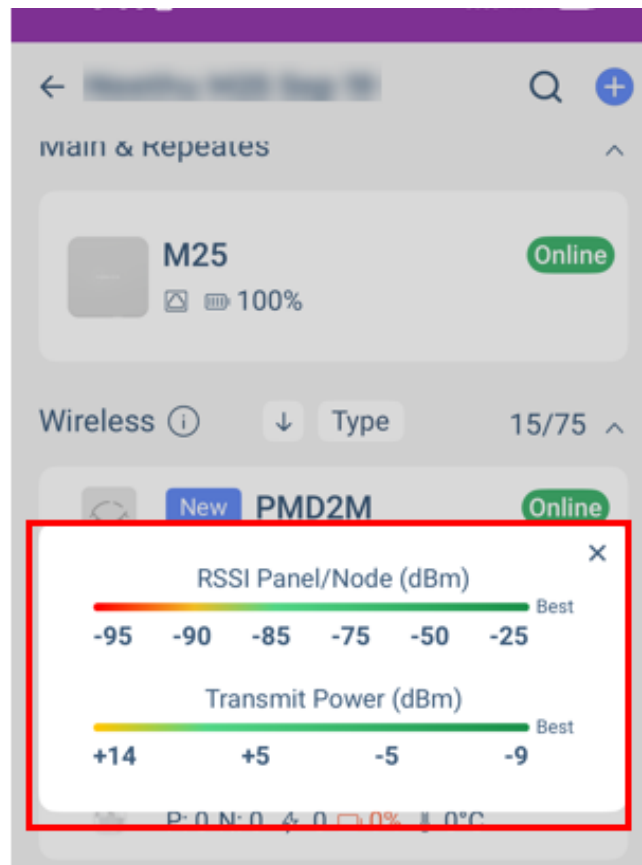 Main & Repeates
M25
Online
100%
Wireless
Type
15/75
New
PMD2M
Online
RSSI Panel/Node (dBm)
Best
-95 -90 -85 -75 -50 -25
Transmit Power (dBm)
Best
+14 +5 -5 -9
P: 0 N: 0 0 0% 0°C